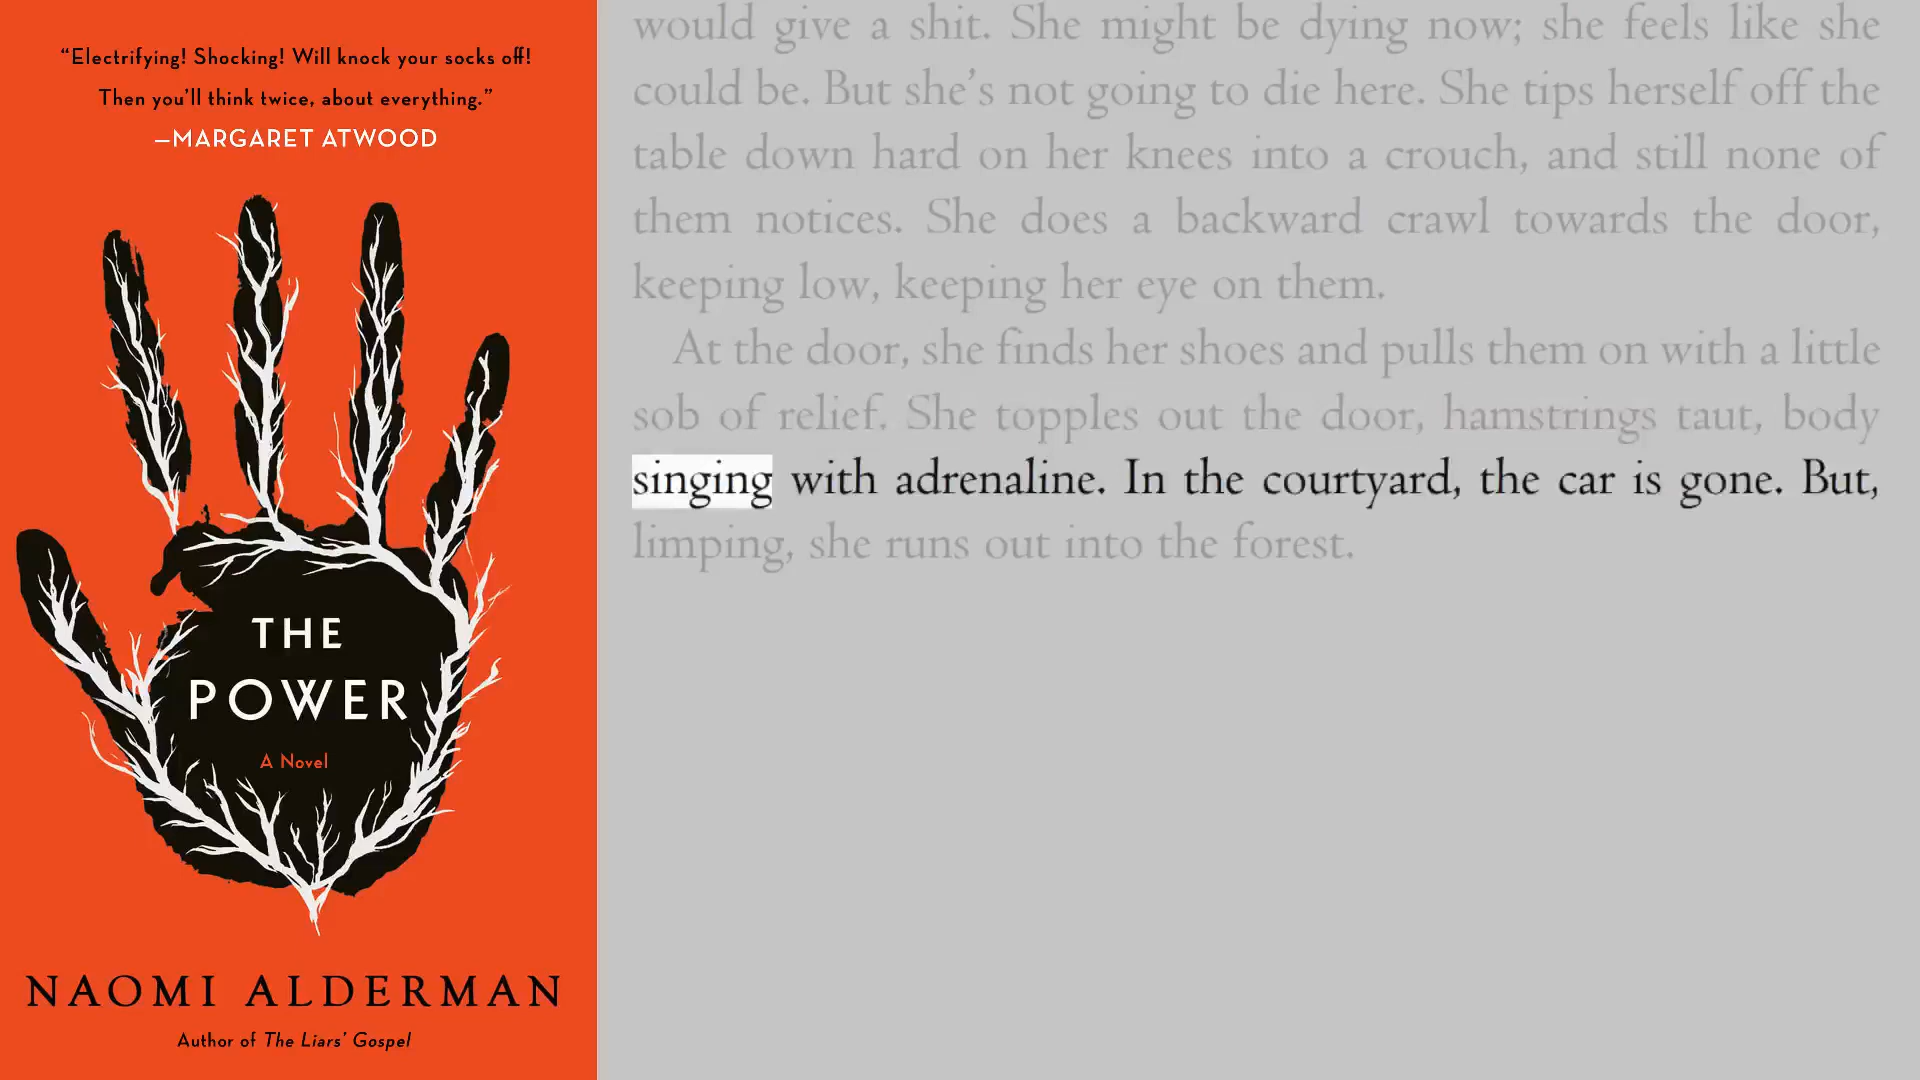 “Electrifying! Shocking! Will knock your socks off!
Then you’ll think twice, about everything.”
—MARGARET ATWOOD
THE
POWER
A Novel
NAOMI ALDERMAN
Author of The Liars’ Gospel
would give a shit. She might be dying now; she feels like she
could be. But she’s not going to die here. She tips herself off the
table down hard on her knees into a crouch, and still none of
them notices. She does a backward crawl towards the door,
keeping low, keeping her eye on them.
At the door, she finds her shoes and pulls them on with a little
sob of relief. She topples out the door, hamstrings taut, body
singing with adrenaline. In the courtyard, the car is gone. But,
limping, she runs out into the forest.